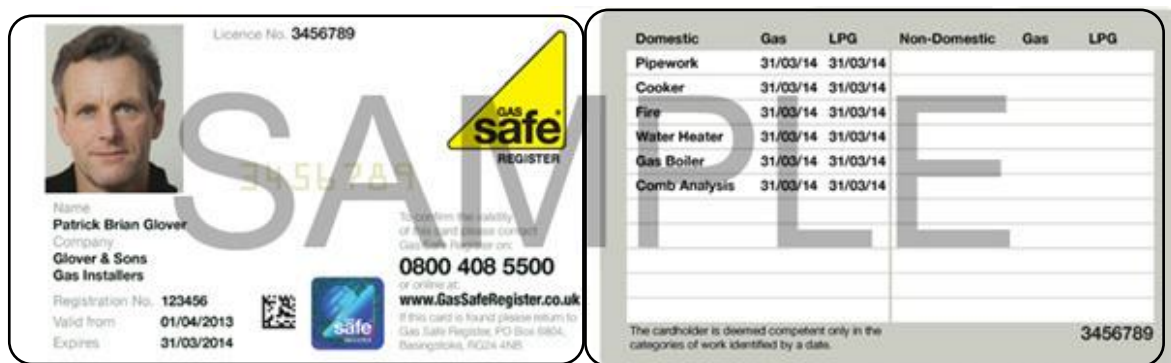 Licence No. 3456789
GAS
safe
REGISTER
3456789
SAMPLE
Name
Patrick Brian Glover
Company
Glover & Sons
Gas Installers
Registration No. 123456
Valid from 01/04/2013
Expires 31/03/2014
safe
To confirm the validity
of this card please contact
Gas Safe Register on:
0800 408 5500
or online at:
www.GasSafeRegister.co.uk
If this card is found please return to
Gas Safe Register, PO Box 6804,
Basingstoke, RG24 4NB
Domestic Gas LPG Non-Domestic Gas LPG
Pipework 31/03/14 31/03/14
Cooker 31/03/14 31/03/14
Fire 31/03/14 31/03/14
Water Heater 31/03/14 31/03/14
Gas Boiler 31/03/14 31/03/14
Comb Analysis 31/03/14 31/03/14
The cardholder is deemed competent only in the
categories of work identified by a date.
3456789